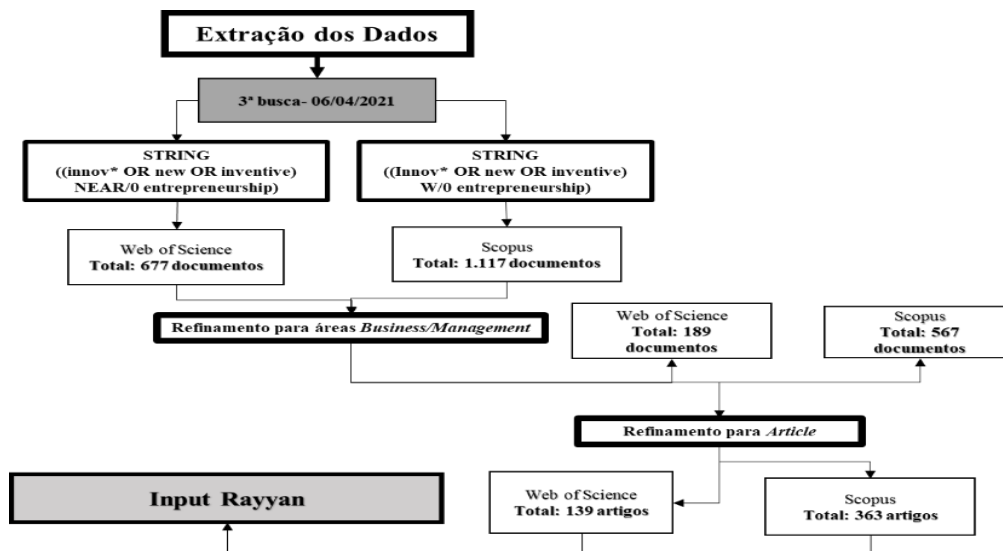 Extração dos Dados
3ª busca- 06/04/2021
STRING
((innov* OR new OR inventive)
NEAR/0 entrepreneurship)
STRING
((Innov* OR new OR inventive)
W/0 entrepreneurship)
Web of Science
Total: 677 documentos
Scopus
Total: 1.117 documentos
Refinamento para áreas Business/Management
Web of Science
Total: 189
documentos
Scopus
Total: 567
documentos
Refinamento para Article
Input Rayyan
Web of Science
Total: 139 artigos
Scopus
Total: 363 artigos